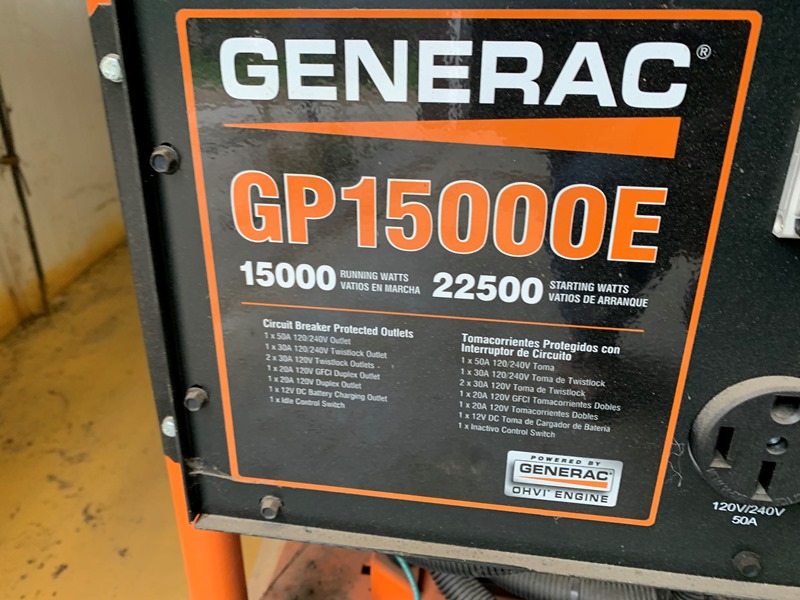 GENERAC®
GP15000E
15000 RUNNING WATTS
VATIOS EN MARCHA
22500 STARTING WATTS
VATIOS DE ARRANQUE
Circuit Breaker Protected Outlets
1 x 50A 120/240V Outlet
1 x 30A 120/240V Twistlock Outlet
2 x 30A 120V Twistlock Outlets
1 x 20A 120V GFCI Duplex Outlet
1 x 20A 120V Duplex Outlet
1 x 12V DC Battery Charging Outlet
1 x Idle Control Switch
Tomacorrientes Protegidos con
Interruptor de Circuito
1 x 50A 120/240V Toma
1 x 30A 120/240V Toma de Twistlock
2 x 30A 120V Toma de Twistlock
1 x 20A 120V GFCI Tomacorrientes Dobles
1 x 20A 120V Tomacorrientes Dobles
1 x 12V DC Toma de Cargador de Bateria
1 x Inactivo Control Switch
POWERED BY
GENERAC
OHVI® ENGINE
120V/240V
50A